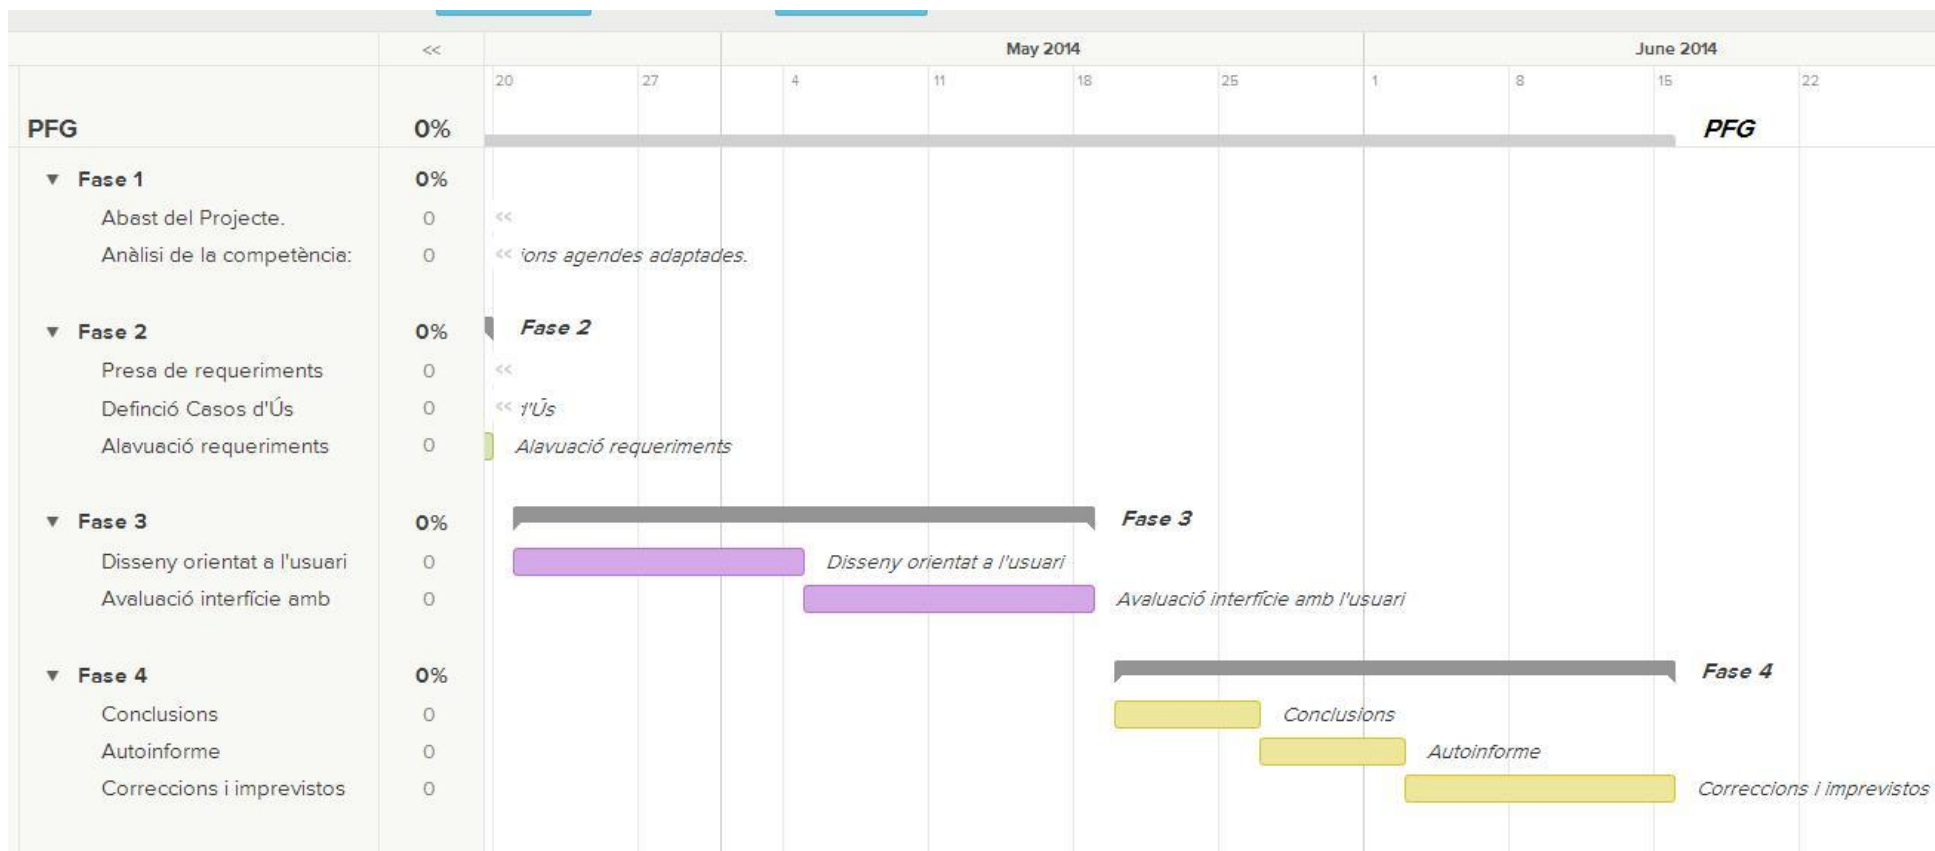 << May 2014 June 2014
20 27 4 11 18 25 1 8 15 22
PFG 0% PFG
▼ Fase 1 0%
Abast del Projecte. 0 <<
Anàlisi de la competència: 0 << ions agendes adaptades.
▼ Fase 2 0% Fase 2
Presa de requeriments 0 <<
Definció Casos d'Ús 0 << d'Ús
Alavuació requeriments 0 Alavuació requeriments
▼ Fase 3 0% Fase 3
Disseny orientat a l'usuari 0 Disseny orientat a l'usuari
Avaluació interfície amb 0 Avaluació interfície amb l'usuari
▼ Fase 4 0% Fase 4
Conclusions 0 Conclusions
Autoinforme 0 Autoinforme
Correccions i imprevistos 0 Correccions i imprevistos